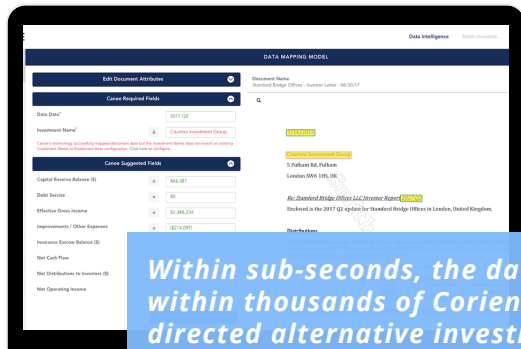 Data Intelligence Smith Investme...
DATA MAPPING MODEL
Edit Document Attributes
Document Name
Stamford Bridge Offices - Investor Letter - 06/30/17
Canoe Required Fields
Data Date*
2017 Q2
Investment Name*
Courtois Investment Group
Canoe's technology successfully mapped document data but the Investment Name does not match an existing
Investment Name or Investment Alias configuration. Click here to configure.
Canoe Suggested Fields
Capital Reserve Balance ($)
$66,381
Debt Service
$0
Effective Gross Income
$2,388,234
Improvements / Other Expenses
($214,097)
Insurance Escrow Balance ($)
Net Cash Flow
Net Distributions to Investors ($)
Net Operating Income
Courtois Investment Group
5 Fulham Rd, Fulham
London SW6 1HS, UK
Re: Stamford Bridge Offices LLC Investor Report 2017 Q2
Enclosed is the 2017 Q2 update for Stamford Bridge Offices in London, United Kingdom.
Distributions
Within sub-seconds, the da
within thousands of Corien
directed alternative investi